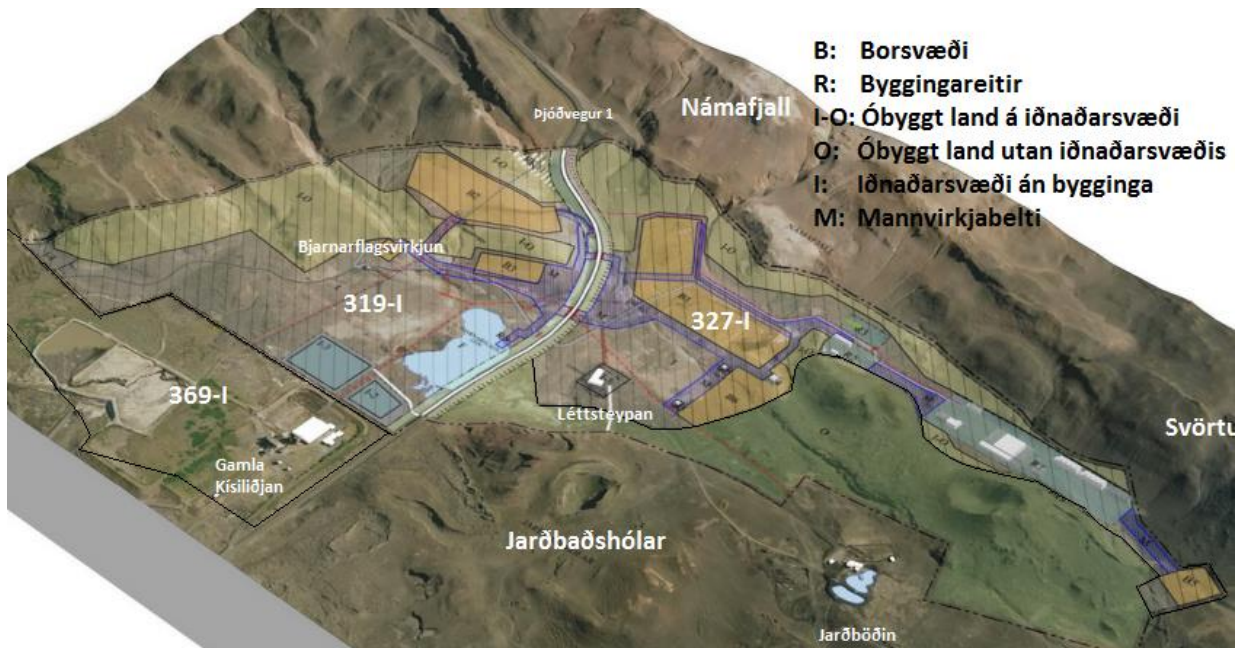 B: Borsvæði
R: Byggingareitir
I-O: Óbyggt land á iðnaðarsvæði
O: Óbyggt land utan iðnaðarsvæðis
I: Iðnaðarsvæði án bygginga
M: Mannvirkjabelti
Námafjall
Þjóðvegur 1
I-O
I-O
Bjarnarflagsvirkjun
I-O
M
319-I
327-I
369-I
Léttsteypan
Svörtu
Gamla
Kísiliðjan
O
Jarðbaðshólar
Jarðböðin